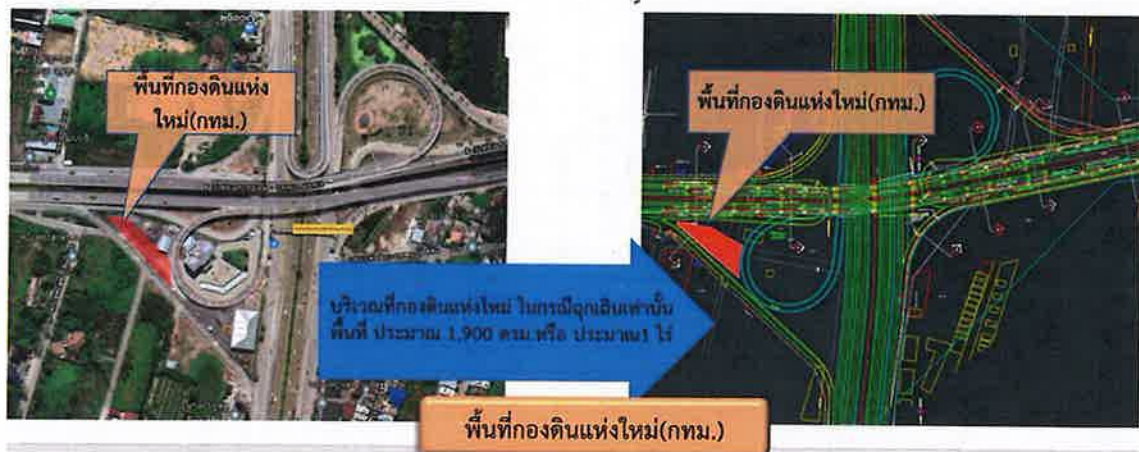 พื้นที่กองดินแห่ง
ใหม่(กทม.)
พื้นที่กองดินแห่งใหม่(กทม.)
บริเวณที่กองดินแห่งใหม่ ในกรณีฉุกเฉินเท่านั้น
พื้นที่ ประมาณ 1,900 ตรม.หรือ ประมาณ1 ไร่
พื้นที่กองดินแห่งใหม่(กทม.)